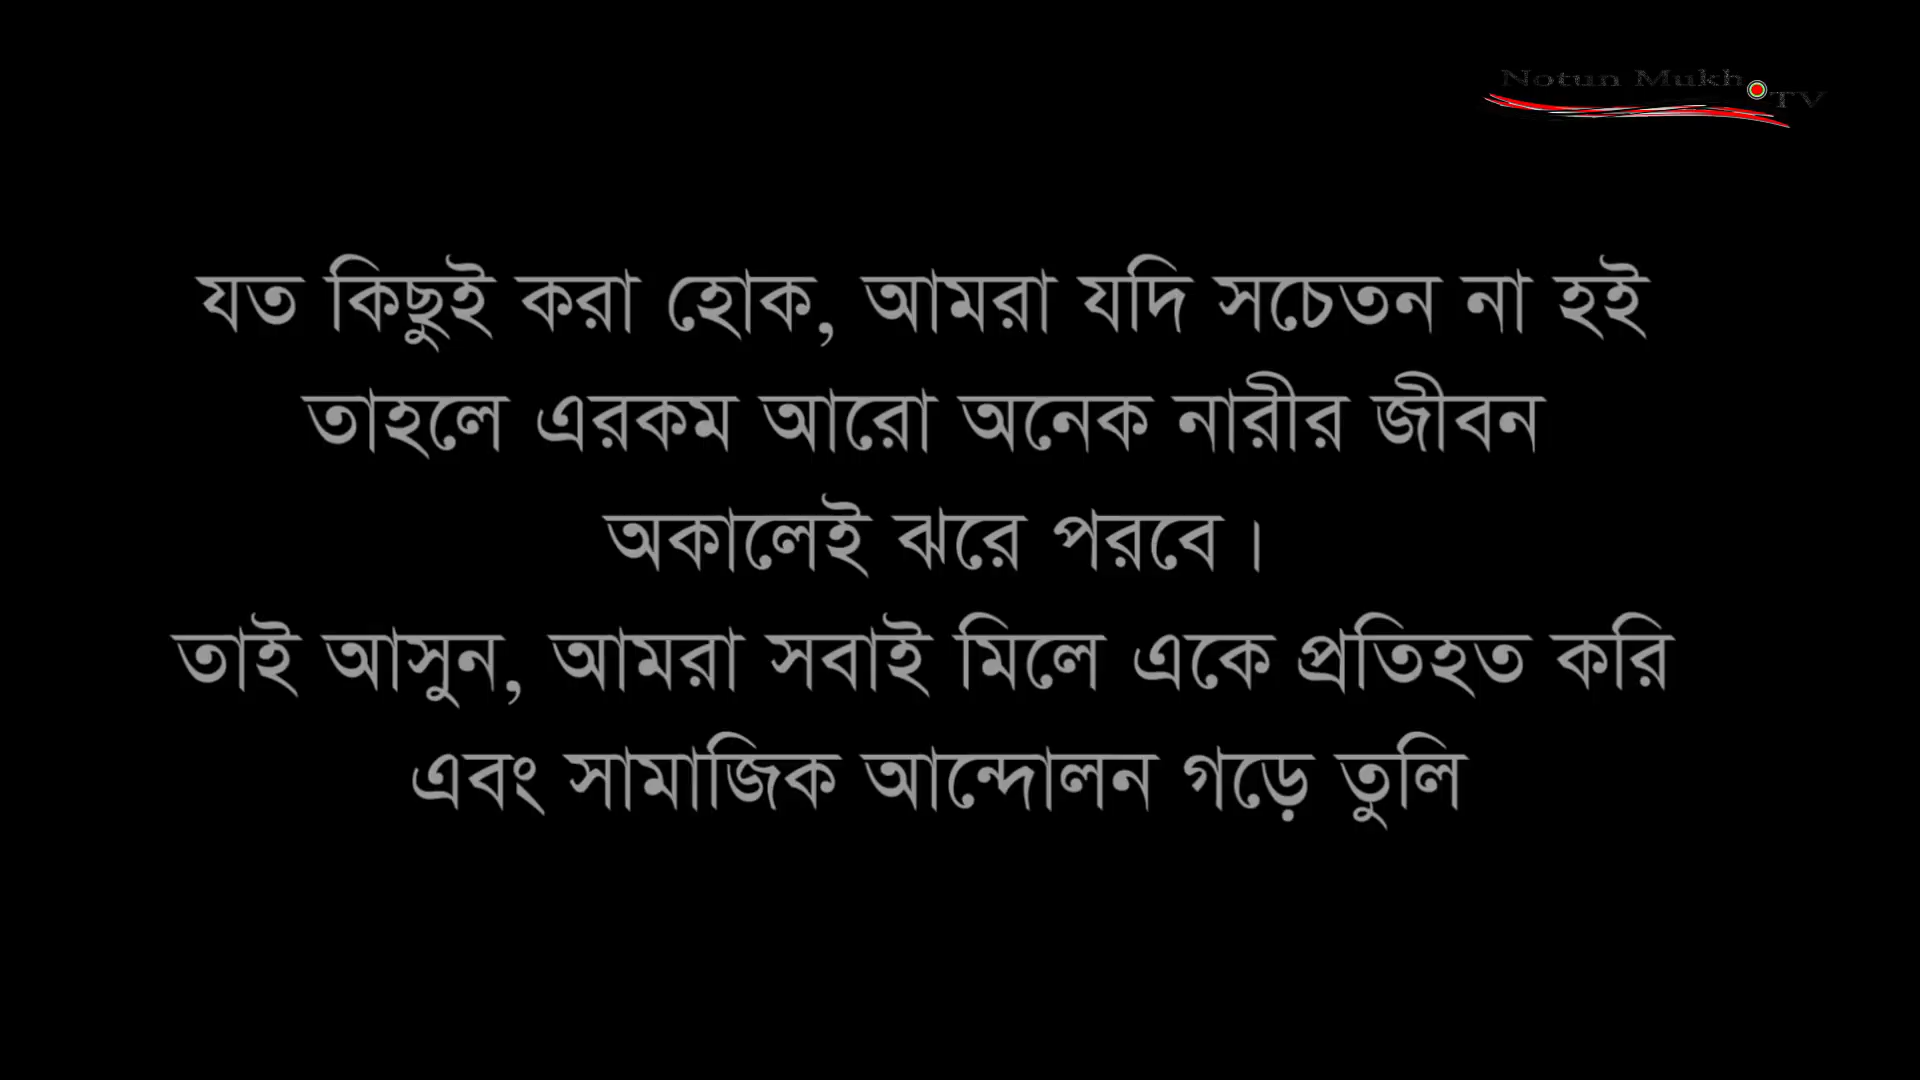 Notun Mukh TV
যত কিছুই করা হোক, আমরা যদি সচেতন না হই
তাহলে এরকম আরো অনেক নারীর জীবন
অকালেই ঝরে পরবে।
তাই আসুন, আমরা সবাই মিলে একে প্রতিহত করি
এবং সামাজিক আন্দোলন গড়ে তুলি